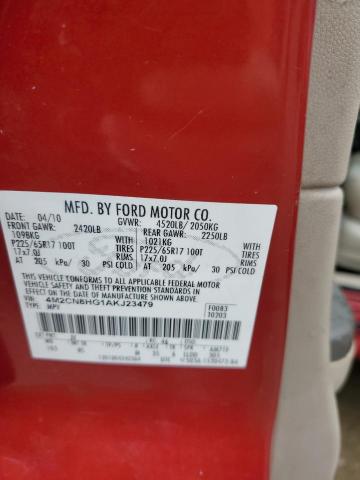 MFD. BY FORD MOTOR CO.
DATE: 04/10 GVWR: 4520LB/ 2050KG
FRONT GAWR: 2420LB REAR GAWR: 2250LB
1098KG 1021KG
P225/65R17 100T TIRES P225/65R17 100T TIRES
17x7.0J RIMS 17x7.0J RIMS
AT 205 kPa/ 30 PSI COLD AT 205 kPa/ 30 PSI COLD
THIS VEHICLE CONFORMS TO ALL APPLICABLE FEDERAL
MOTOR VEHICLE SAFETY AND THEFT PREVENTION STANDARDS
IN EFFECT ON THE DATE OF MANUFACTURE SHOWN ABOVE.
VIN: 4M2CN8HG1AKJ23479
TYPE: MPV
F0083
10203